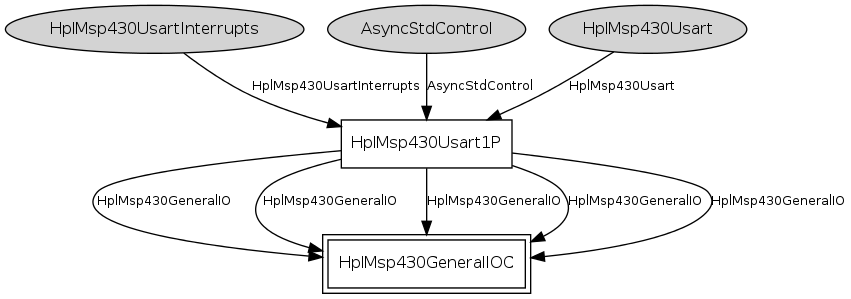 HplMsp430UsartInterrupts
AsyncStdControl
HplMsp430Usart
HplMsp430UsartInterrupts
AsyncStdControl
HplMsp430Usart
HplMsp430Usart1P
HplMsp430GeneralIO
HplMsp430GeneralIO
HplMsp430GeneralIO
HplMsp430GeneralIO
HplMsp430GeneralIO
HplMsp430GeneralIOC